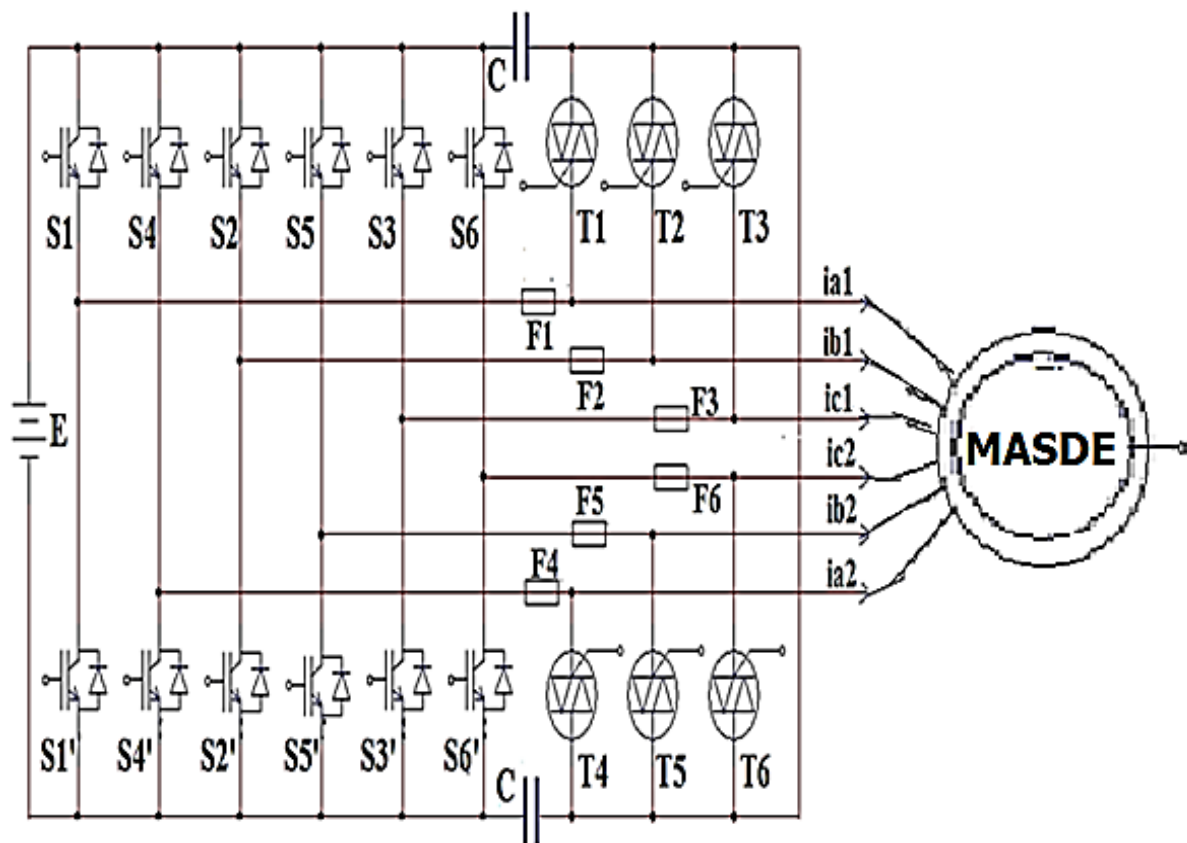 C
S1 S4 S2 S5 S3 S6 T1 T2 T3
ia1
F1
ib1
F2
E
F3
ic1
MASDE
ic2
F6
F5
ib2
F4
ia2
S1' S4' S2' S5' S3' S6' T4 T5 T6
C